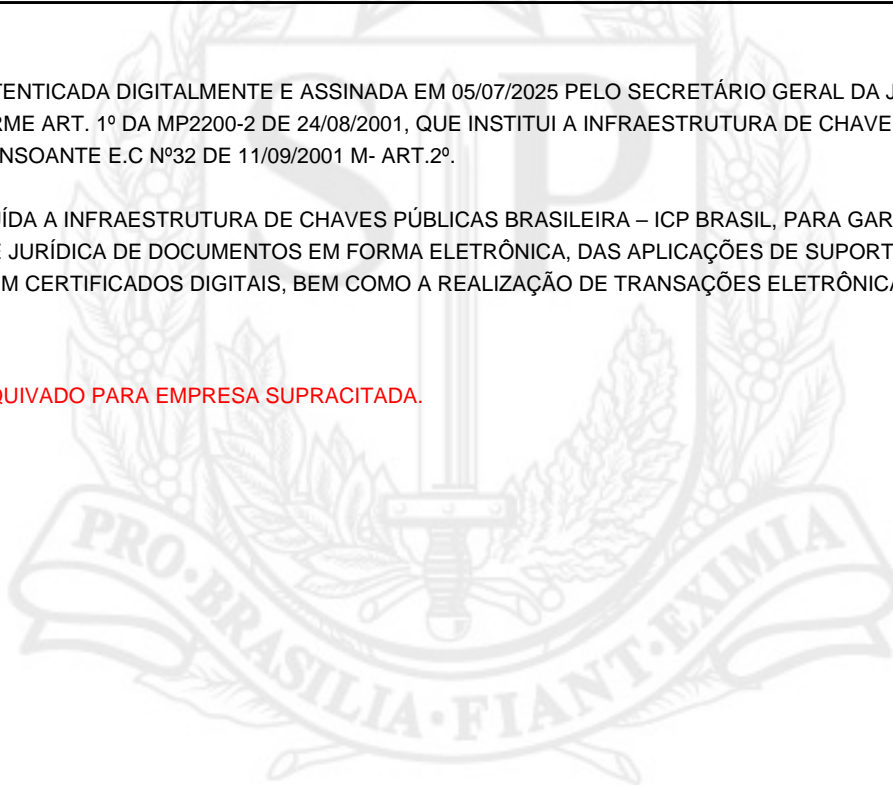 TENTICADA DIGITALMENTE E ASSINADA EM 05/07/2025 PELO SECRETÁRIO GERAL DA J
RME ART. 1º DA MP2200-2 DE 24/08/2001, QUE INSTITUI A INFRAESTRUTURA DE CHAVE
NSOANTE E.C Nº32 DE 11/09/2001 M- ART.2º.
ÍDA A INFRAESTRUTURA DE CHAVES PÚBLICAS BRASILEIRA – ICP BRASIL, PARA GAR
E JURÍDICA DE DOCUMENTOS EM FORMA ELETRÔNICA, DAS APLICAÇÕES DE SUPORT
M CERTIFICADOS DIGITAIS, BEM COMO A REALIZAÇÃO DE TRANSAÇÕES ELETRÔNICA
QUIVADO PARA EMPRESA SUPRACITADA.
SP
PRO·BRASILIA·FIANT·EXIMIA